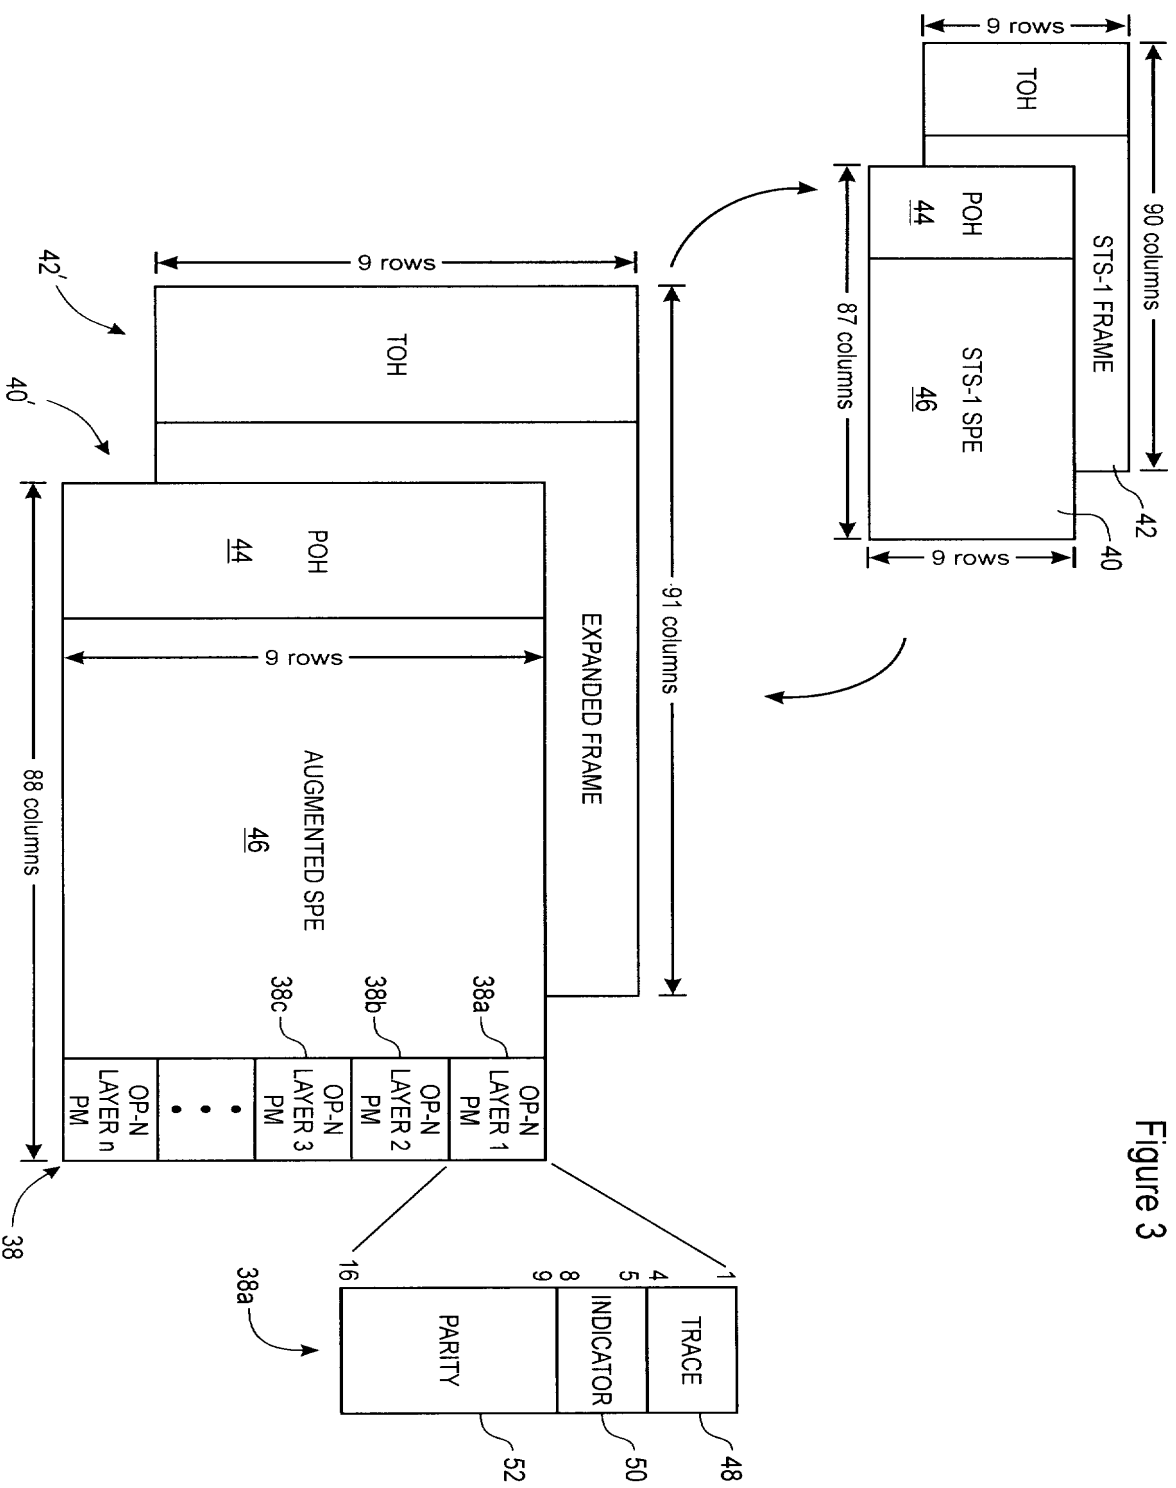 Figure 3
90 columns
9 rows
TOH
STS-1 FRAME
42
POH
44
STS-1 SPE
46
40
9 rows
87 columns
91 columns
9 rows
TOH
EXPANDED FRAME
42'
40'
POH
44
9 rows
AUGMENTED SPE
46
88 columns
38a
OP-N
LAYER 1
PM
38b
OP-N
LAYER 2
PM
38c
OP-N
LAYER 3
PM
OP-N
LAYER n
PM
38
1
TRACE
48
4
5
INDICATOR
50
8
9
PARITY
52
16
38a